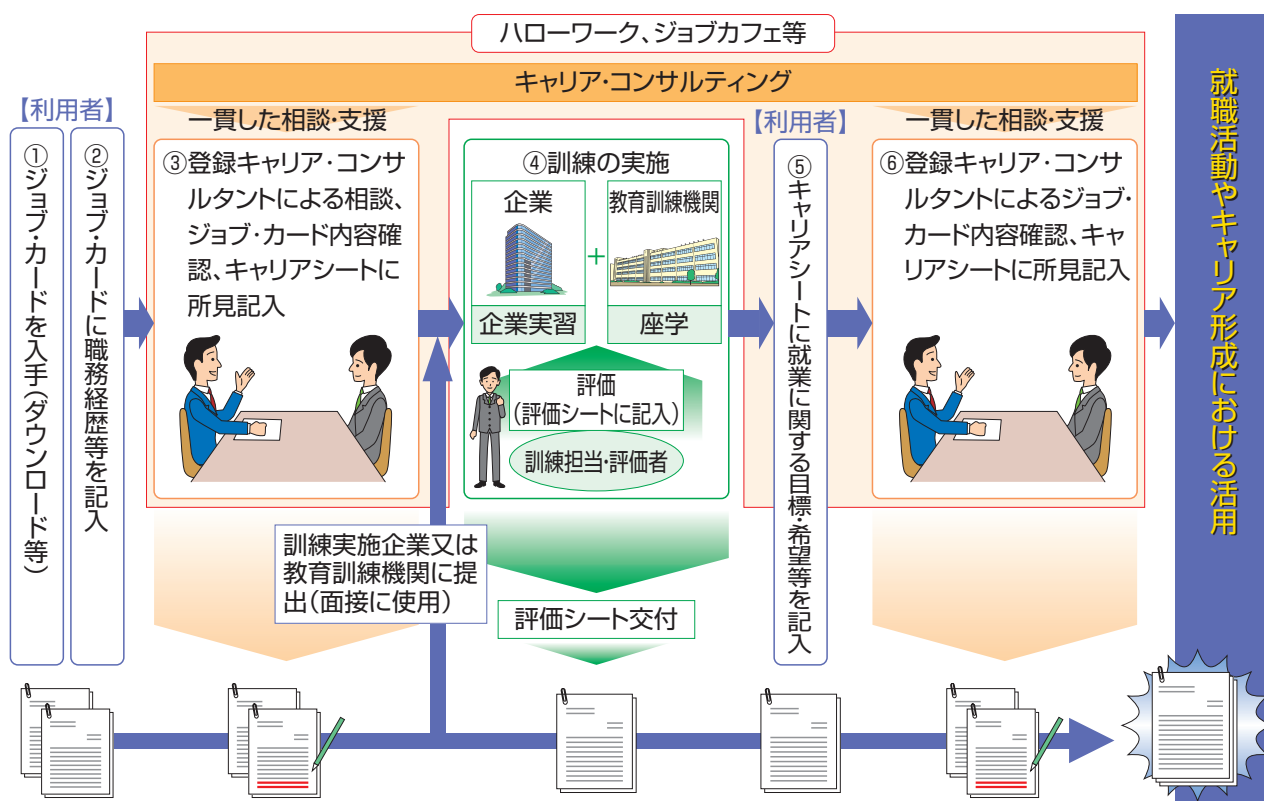 ハローワーク、ジョブカフェ等
キャリア・コンサルティング
【利用者】
①ジョブ・カードを入手（ダウンロード等）
②ジョブ・カードに職務経歴等を記入
一貫した相談・支援
③登録キャリア・コンサ
ルタントによる相談、
ジョブ・カード内容確
認、キャリアシートに
所見記入
④訓練の実施
企業
教育訓練機関
+
企業実習
座学
評価
（評価シートに記入）
訓練担当・評価者
訓練実施企業又は
教育訓練機関に提
出（面接に使用）
評価シート交付
【利用者】
⑤キャリアシートに就業に関する目標・希望等を記入
一貫した相談・支援
⑥登録キャリア・コンサ
ルタントによるジョブ・
カード内容確認、キャ
リアシートに所見記入
就職活動やキャリア形成における活用